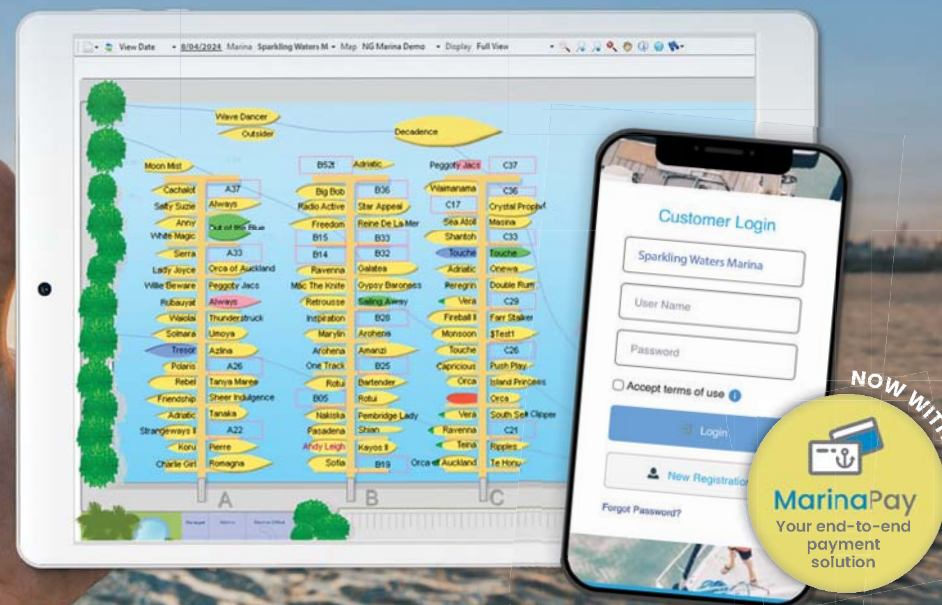 View Date
8/04/2024
Marina
Sparkling Waters M
Map
NG Marina Demo
Display
Full View
Wave Dancer
Outsider
Decadence
Moon Mist
B52t
Adriatic
Peggoty Jacs
C37
Cachalot
A37
Big Bob
B36
Waimanama
C36
Salty Suzie
Always
Radio Active
Star Appeal
C17
Crystal Prophet
Anny
Out of the Blue
Freedom
Reine De La Mer
Sea Atoll
Masina
White Magic
B15
B33
Shantoh
C33
Sierra
A33
B14
B32
Touche
Touche
Lady Joyce
Orca of Auckland
Ravenna
Galatea
Adriatic
Onewa
Willie Beware
Peggoty Jacs
Mac The Knife
Gypsy Baroness
Peregrin
Double Rum
Rubauyat
Always
Retrousse
Sailing Away
Vera
C29
Waiolai
Thunderstruck
Inspiration
B28
Fireball II
Farr Stalker
Solmara
Umoya
Marylin
Arohena
Monsoon
$Test1
Tresor
Azlina
Arohena
Amanzi
Touche
C26
Polaris
A26
One Track
B25
Capricious
Push Play
Rebel
Tanya Maree
Rotui
Bartender
Orca
Island Princess
Friendship
Sheer Indulgence
B05
Rotui
Orca
Adriatic
Tanaka
Nakiska
Pembridge Lady
Vera
South Sea Clipper
Strangeways II
A22
Pasadena
Shian
Ravenna
C21
Koru
Pierre
Andy Leigh
Kayos II
Teina
Ripples
Charlie Girl
Romagna
Sofia
B19
Orca of Auckland
Te Honu
A
B
C
Manager
Marina Office
Customer Login
Sparkling Waters Marina
User Name
Password
Accept terms of use
Login
New Registration
Forgot Password?
NOW WITH
MarinaPay
Your end-to-end
payment
solution